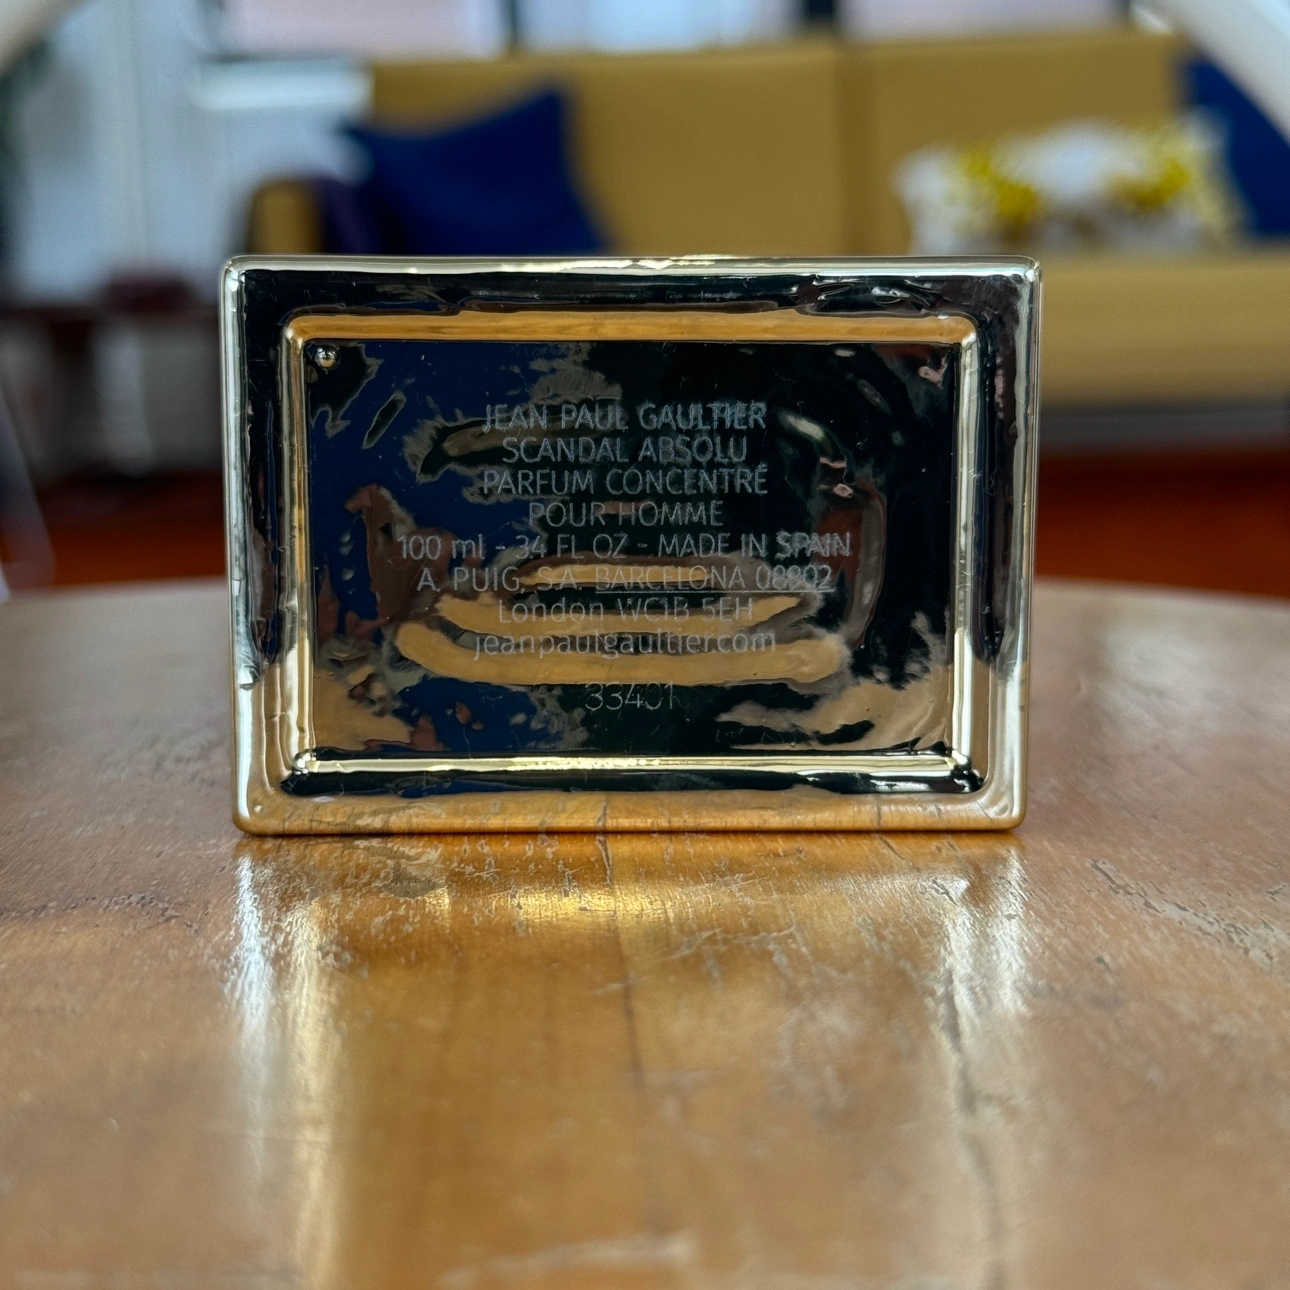 JEAN PAUL GAULTIER
SCANDAL ABSOLU
PARFUM CONCENTRÉ
POUR HOMME
100 ml - 34 FL OZ - MADE IN SPAIN
A. PUIG, SA. BARCELONA 08902
London WC1B 5EH
jeanpaulgaultier.com
33401